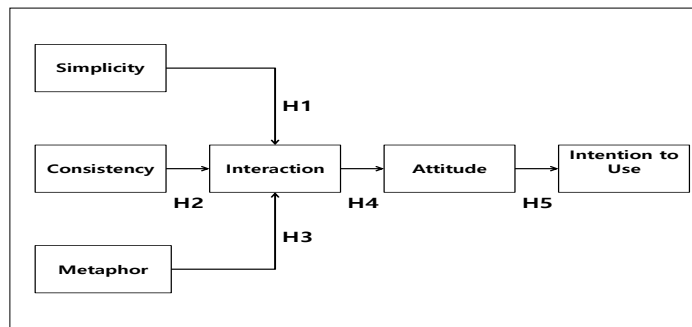 Simplicity
H1
Consistency
Interaction
Attitude
Intention to
Use
H2
H4
H5
H3
Metaphor